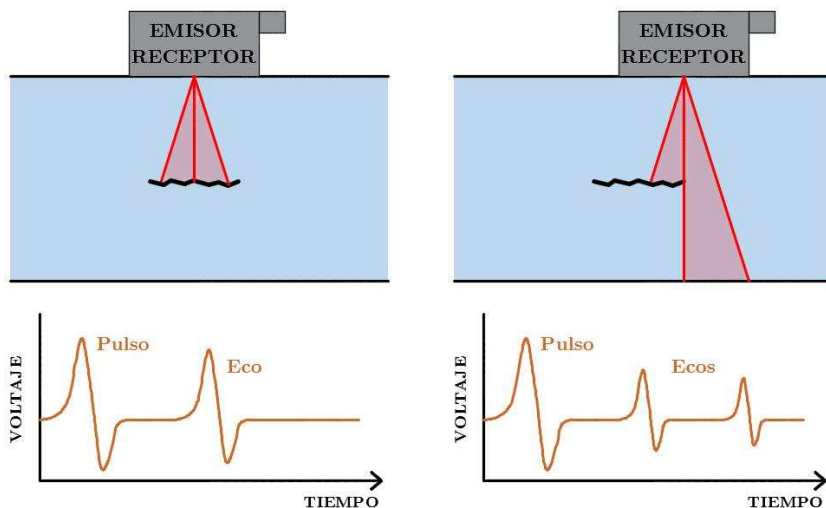 EMISOR
RECEPTOR
EMISOR
RECEPTOR
VOLTAJE
Pulso
Eco
TIEMPO
VOLTAJE
Pulso
Ecos
TIEMPO